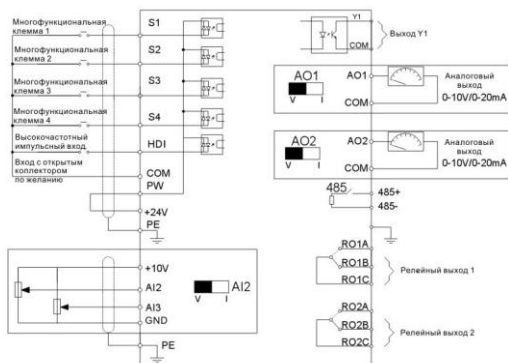 Многофункциональная
клемма 1
S1
Многофункциональная
клемма 2
S2
Многофункциональная
клемма 3
S3
Многофункциональная
клемма 4
S4
Высокочастотный
импульсный вход
HDI
Вход с открытым
коллектором
по желанию
COM
PW
+24V
PE
+10V
AI2
AI3
GND
V I
AI2
PE
Y1
COM
Выход Y1
AO1
V I
AO1
COM
Аналоговый
выход
0-10V/0-20mA
AO2
V I
AO2
COM
Аналоговый
выход
0-10V/0-20mA
485
485+
485-
RO1A
RO1B
RO1C
Релейный выход 1
RO2A
RO2B
RO2C
Релейный выход 2